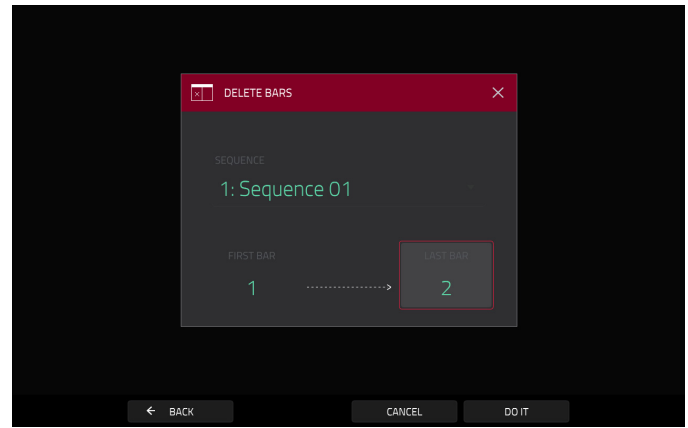 DELETE BARS
SEQUENCE
1: Sequence 01
FIRST BAR
LAST BAR
1
2
BACK
CANCEL
DO IT